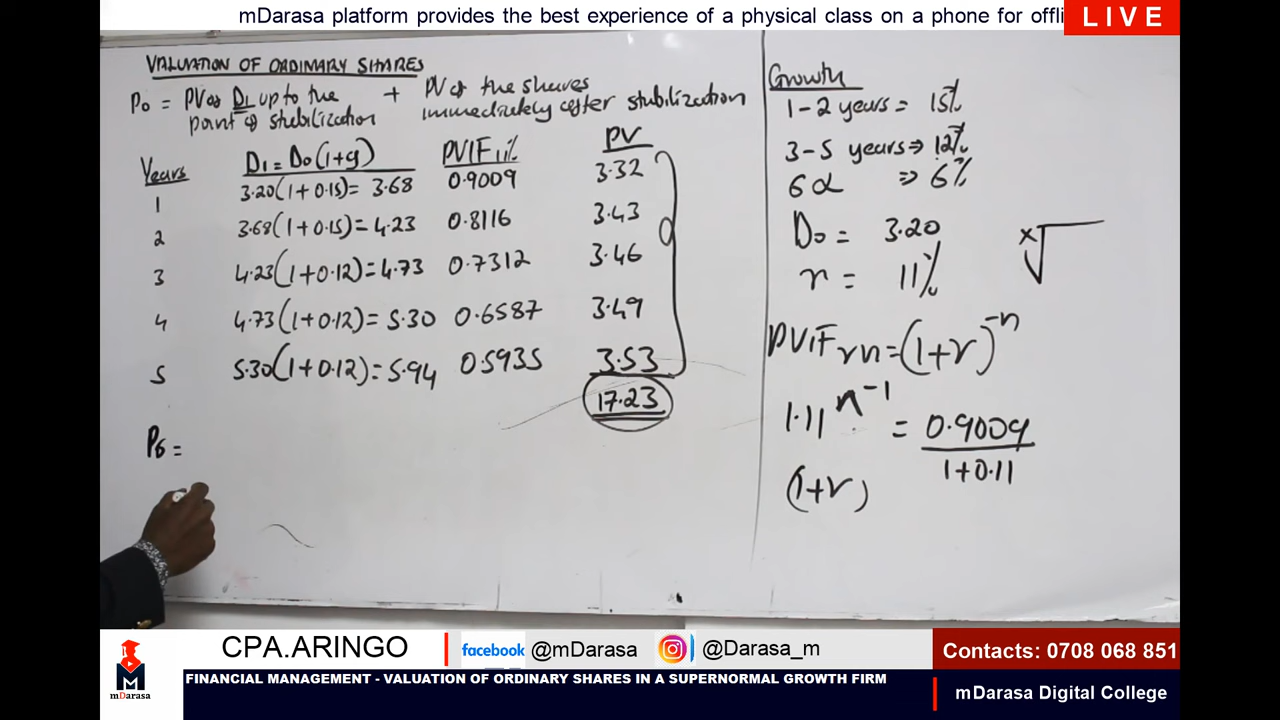 mDarasa platform provides the best experience of a physical class on a phone for offli
LIVE
VALUATION OF ORDINARY SHARES
P0 = PV of D1 up to the point of stabilization + PV of the shares immediately after stabilization
Years D1 = D0(1+g) PVIF 11% PV
1 3.20(1+0.15) = 3.68 0.9009 3.32
2 3.68(1+0.15) = 4.23 0.8116 3.43
3 4.23(1+0.12) = 4.73 0.7312 3.46
4 4.73(1+0.12) = 5.30 0.6587 3.49
5 5.30(1+0.12) = 5.94 0.5935 3.53
17.23
P5 =
Growth
1-2 years = 15%
3-5 years ⇒ 12%
6 α ⇒ 6%
D0 = 3.20
r = 11%
x√
PVIFrn = (1+r)^-n
1.11 n^-1 = 0.9009
1+0.11
(1+r)
M
mDarasa
CPA.ARINGO
facebook @mDarasa
@Darasa_m
Contacts: 0708 068 851
FINANCIAL MANAGEMENT - VALUATION OF ORDINARY SHARES IN A SUPERNORMAL GROWTH FIRM
mDarasa Digital College